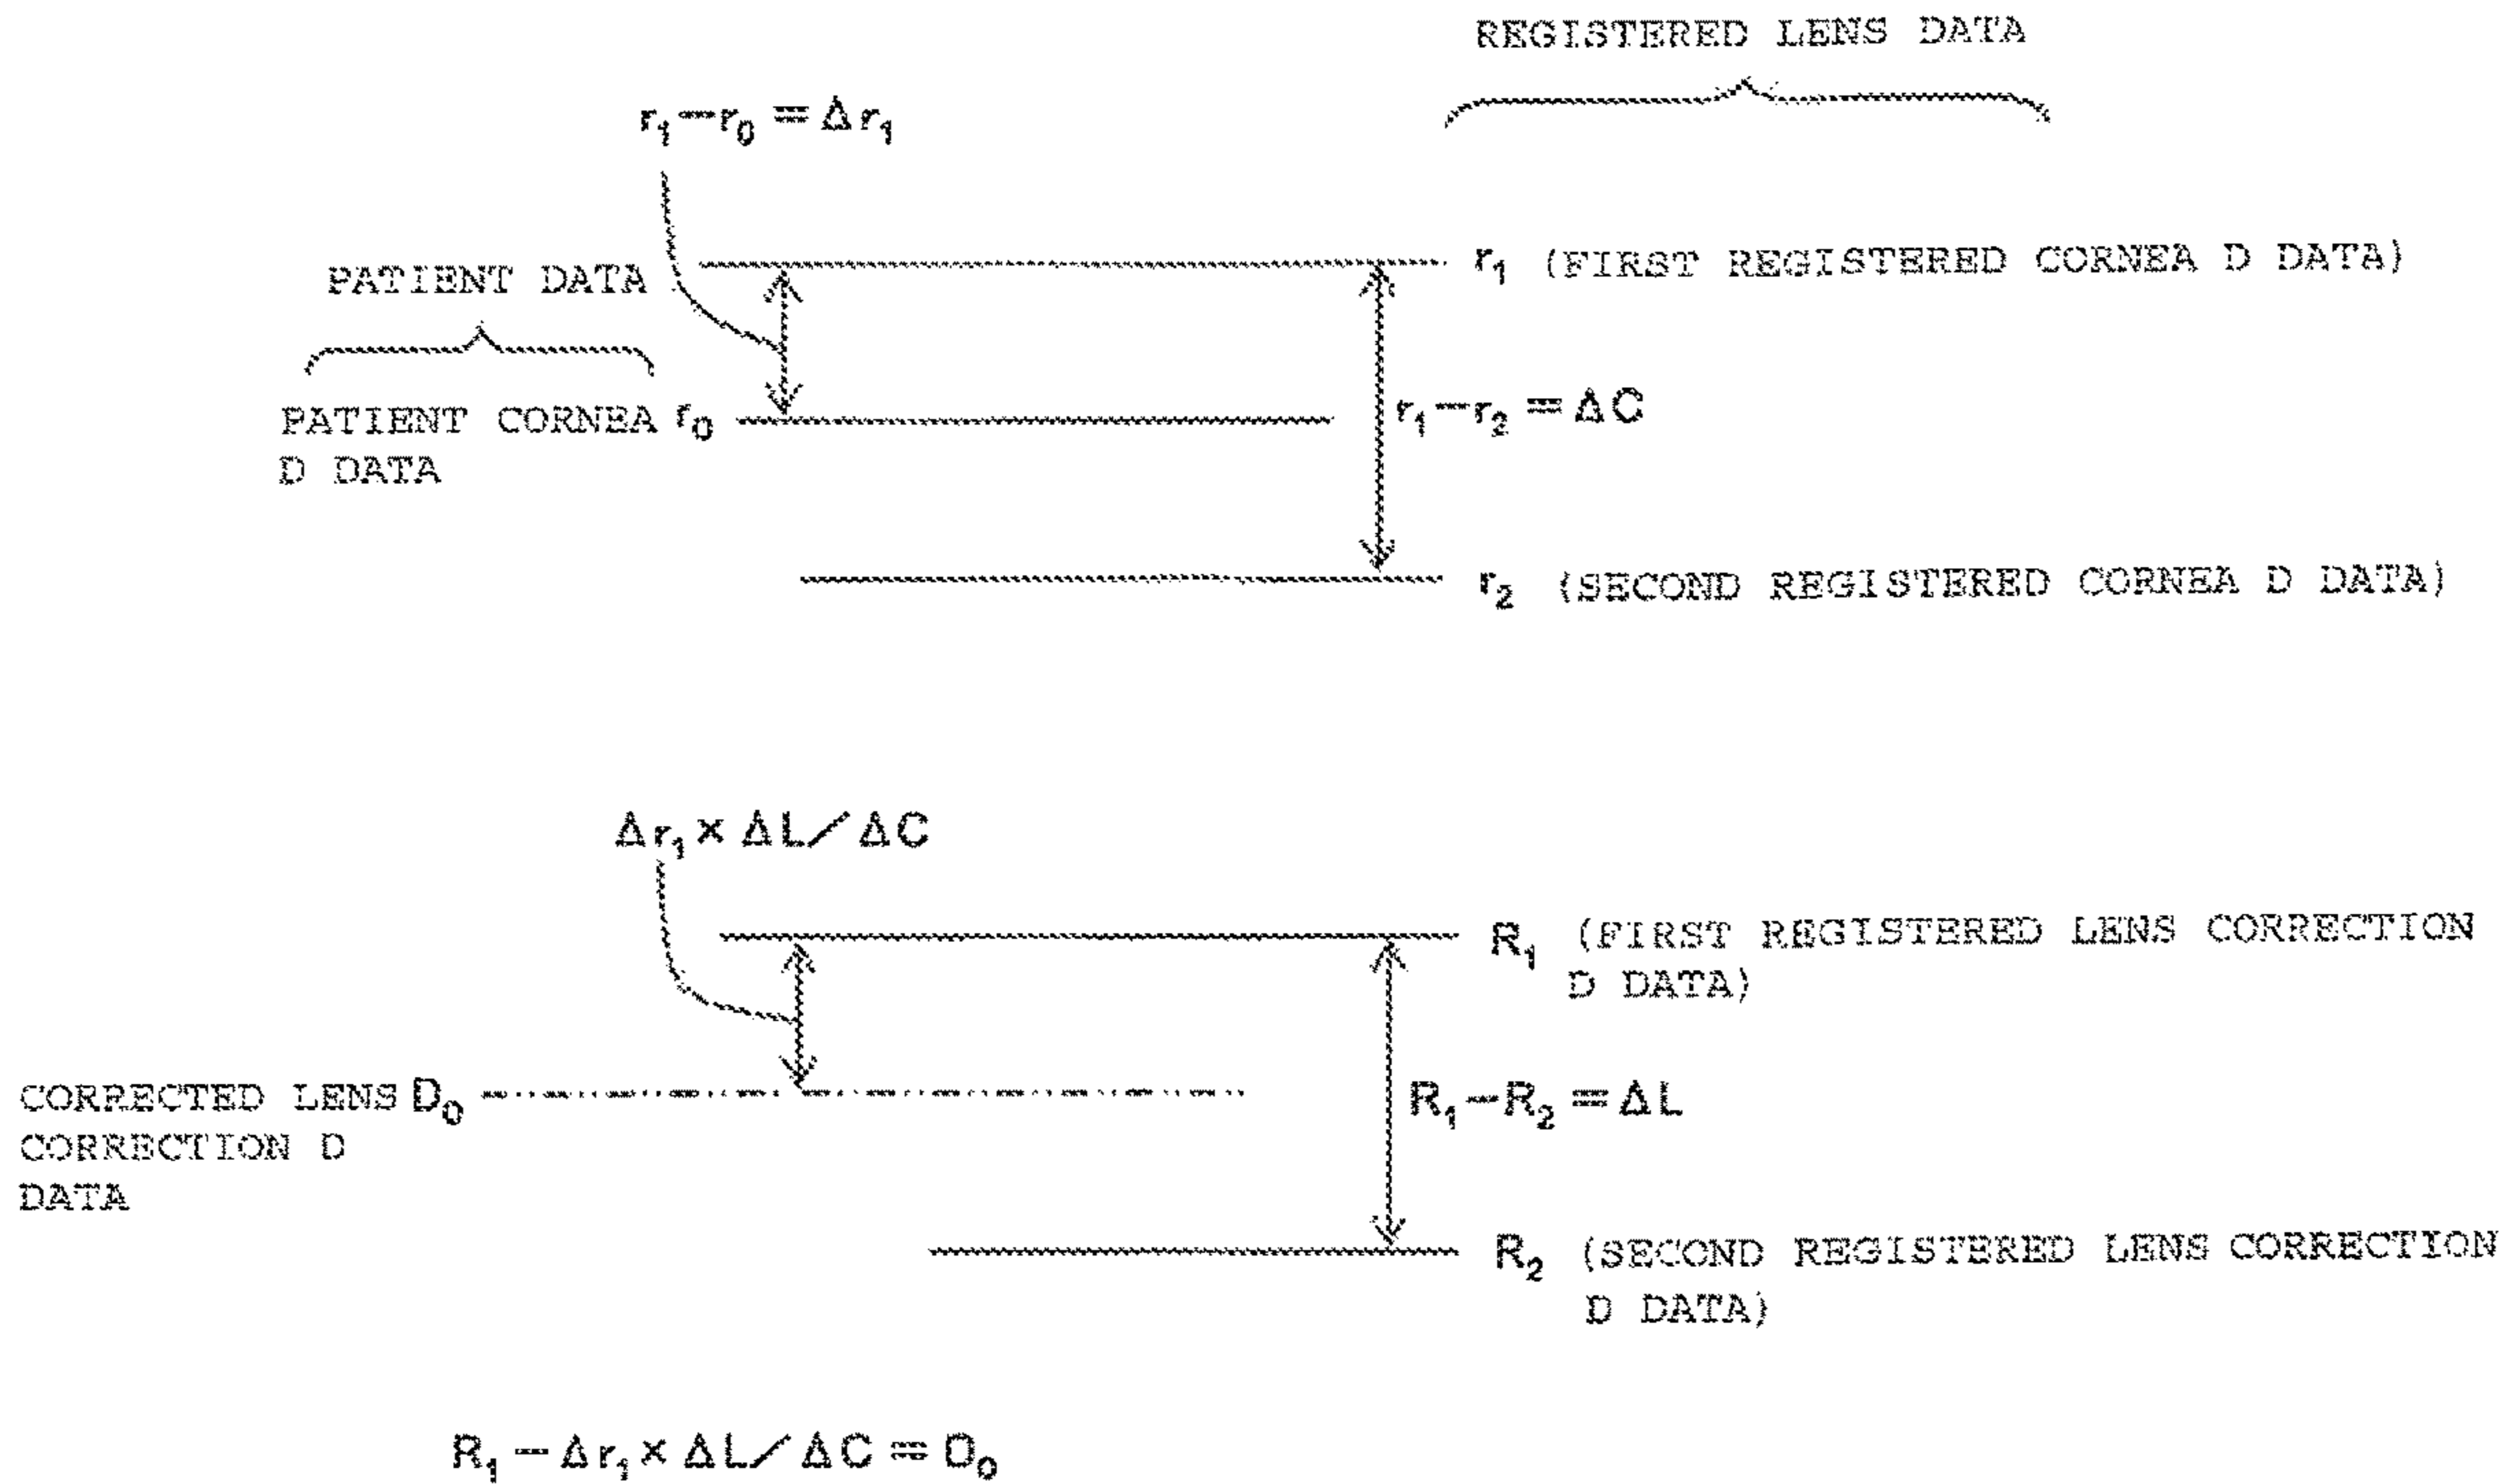 REGISTERED LENS DATA
r₁−r₀=Δr₁
PATIENT DATA
r₁ (FIRST REGISTERED CORNEA D DATA)
PATIENT CORNEA r₀
D DATA
r₁−r₂=ΔC
r₂ (SECOND REGISTERED CORNEA D DATA)
Δr₁×ΔL/ΔC
R₁ (FIRST REGISTERED LENS CORRECTION
D DATA)
CORRECTED LENS D₀
CORRECTION D
DATA
R₁−R₂=ΔL
R₂ (SECOND REGISTERED LENS CORRECTION
D DATA)
R₁−Δr₁×ΔL/ΔC=D₀